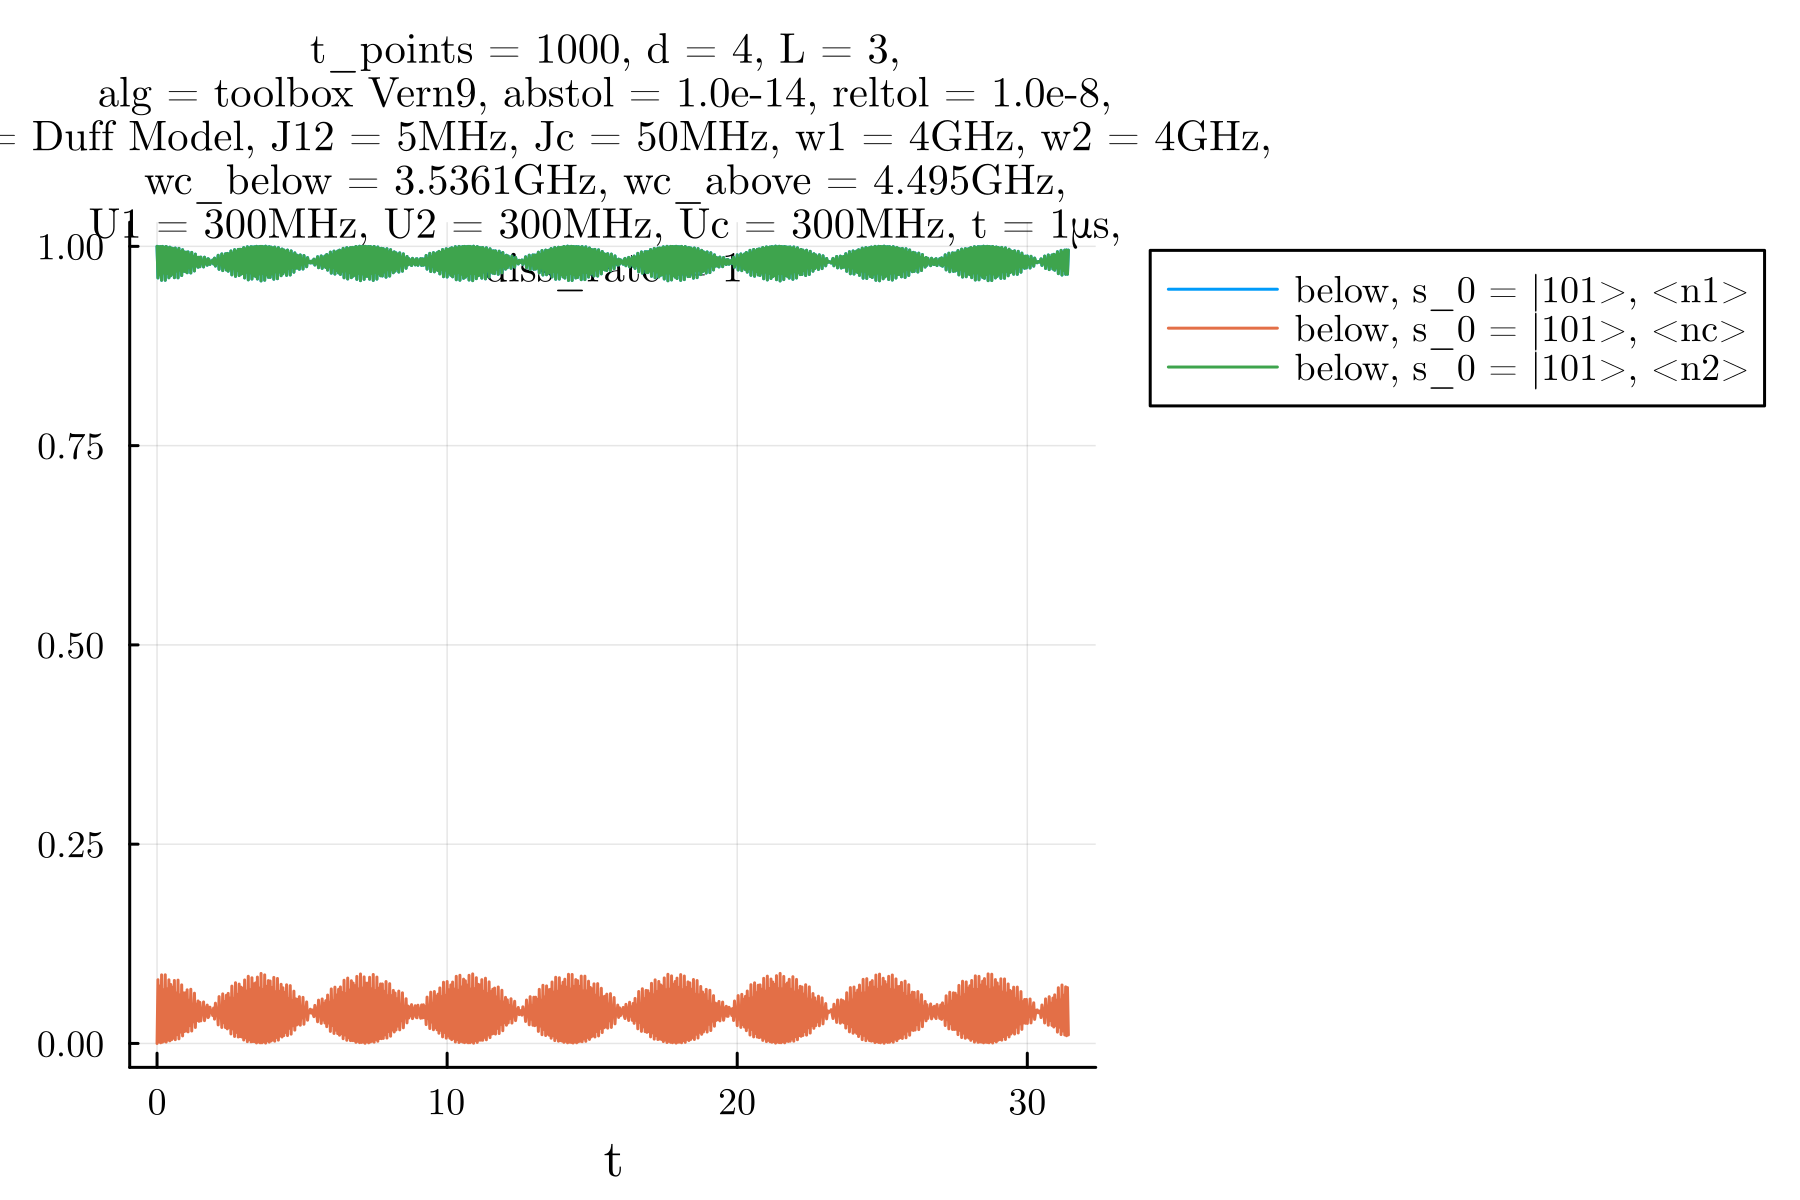 t_points = 1000, d = 4, L = 3,
alg = toolbox Vern9, abstol = 1.0e-14, reltol = 1.0e-8,
= Duff Model, J12 = 5MHz, Jc = 50MHz, w1 = 4GHz, w2 = 4GHz,
wc_below = 3.5361GHz, wc_above = 4.495GHz,
U1 = 300MHz, U2 = 300MHz, Uc = 300MHz, t = 1μs,
1.00
0.75
0.50
0.25
0.00
0 10 20 30
t
below, s_0 = |101>, <n1>
below, s_0 = |101>, <nc>
below, s_0 = |101>, <n2>